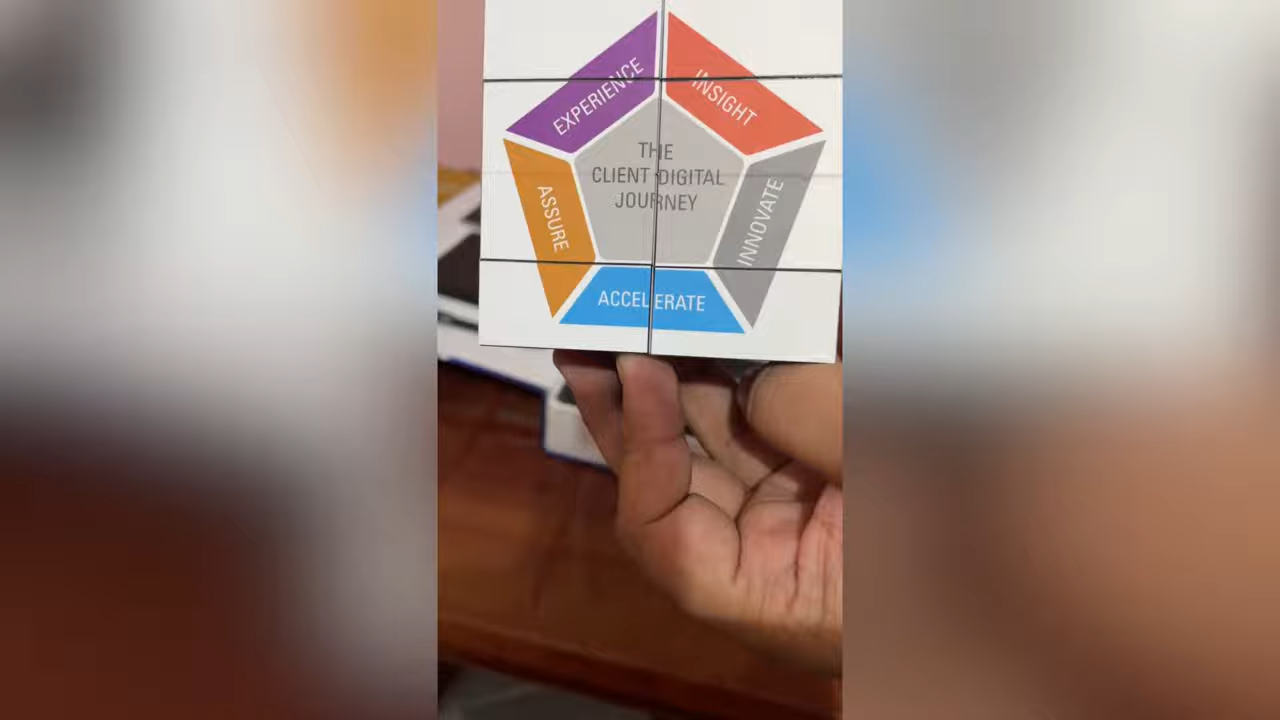 EXPERIENCE
INSIGHT
THE
CLIENT DIGITAL
JOURNEY
ASSURE
INNOVATE
ACCELERATE